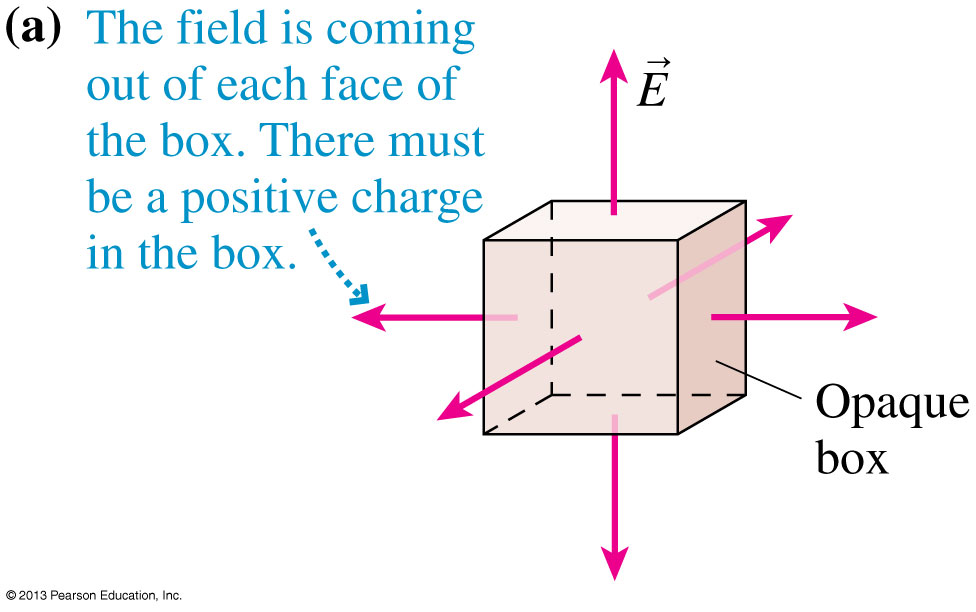 (a) The field is coming
out of each face of
the box. There must
be a positive charge
in the box.
E
Opaque
box
© 2013 Pearson Education, Inc.